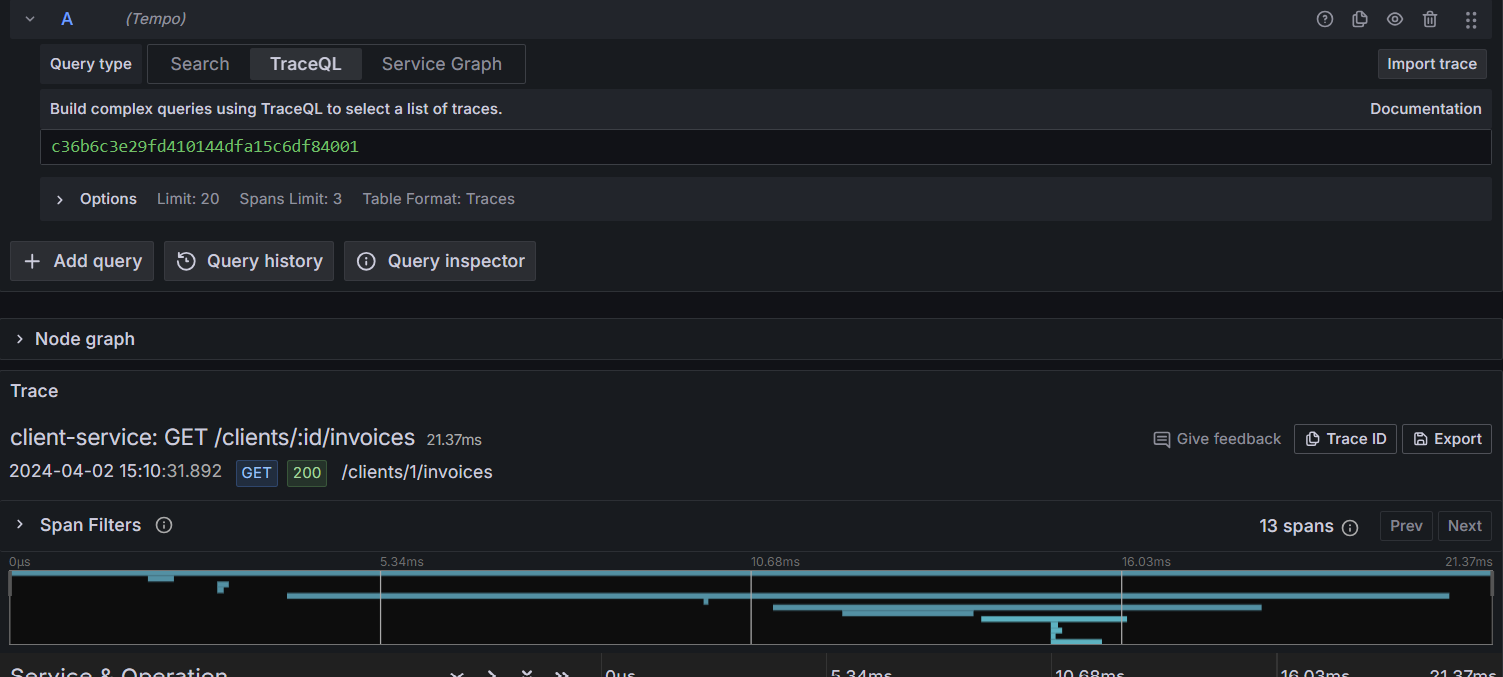 A (Tempo)
Query type Search TraceQL Service Graph Import trace
Build complex queries using TraceQL to select a list of traces. Documentation
c36b6c3e29fd410144dfa15c6df84001
Options Limit: 20 Spans Limit: 3 Table Format: Traces
+ Add query Query history Query inspector
Node graph
Trace
client-service: GET /clients/:id/invoices 21.37ms Give feedback Trace ID Export
2024-04-02 15:10:31.892 GET 200 /clients/1/invoices
Span Filters 13 spans Prev Next
0μs 5.34ms 10.68ms 16.03ms 21.37ms
Service & Operation 0μs 5.34ms 10.68ms 16.03ms 21.37ms